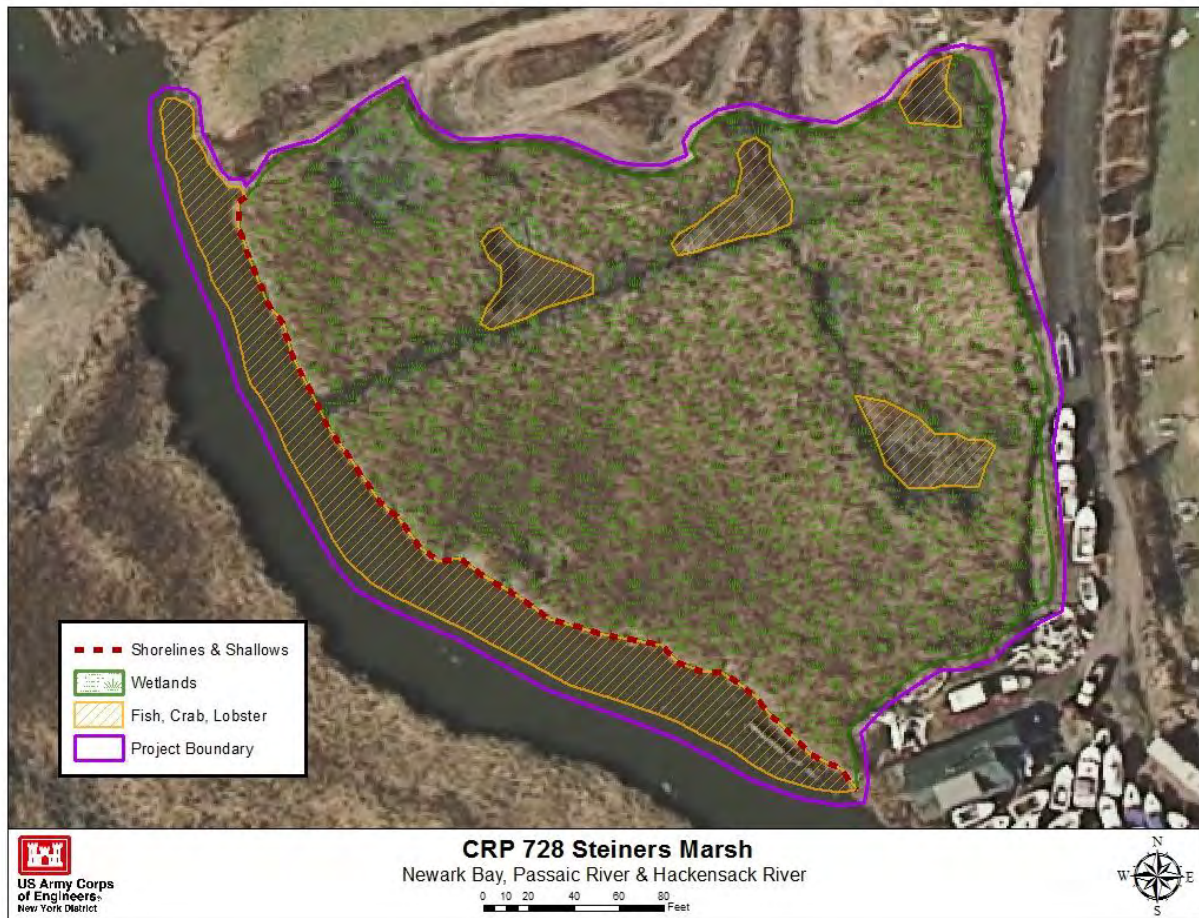 Shorelines & Shallows
Wetlands
Fish, Crab, Lobster
Project Boundary
US Army Corps
of Engineers®
New York District
CRP 728 Steiners Marsh
Newark Bay, Passaic River & Hackensack River
0 10 20 40 60 80
Feet
N
W E
S